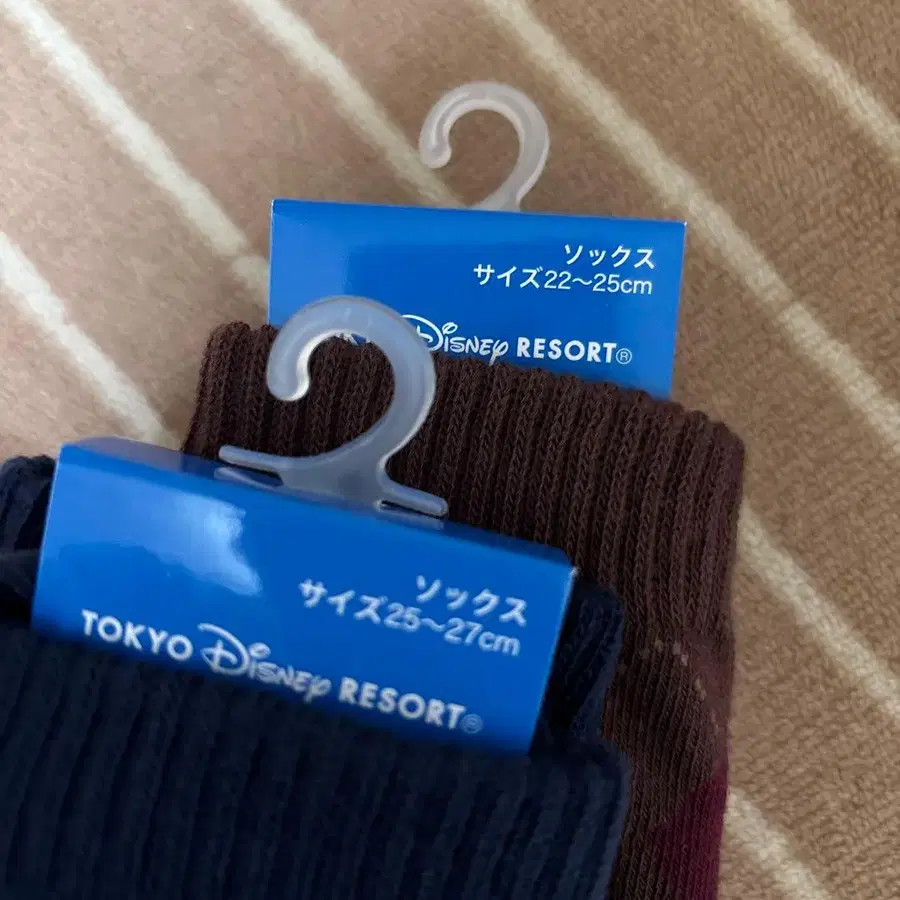 ソックス
サイズ22〜25cm
Disney RESORT®
ソックス
サイズ25〜27cm
TOKYO Disney RESORT®